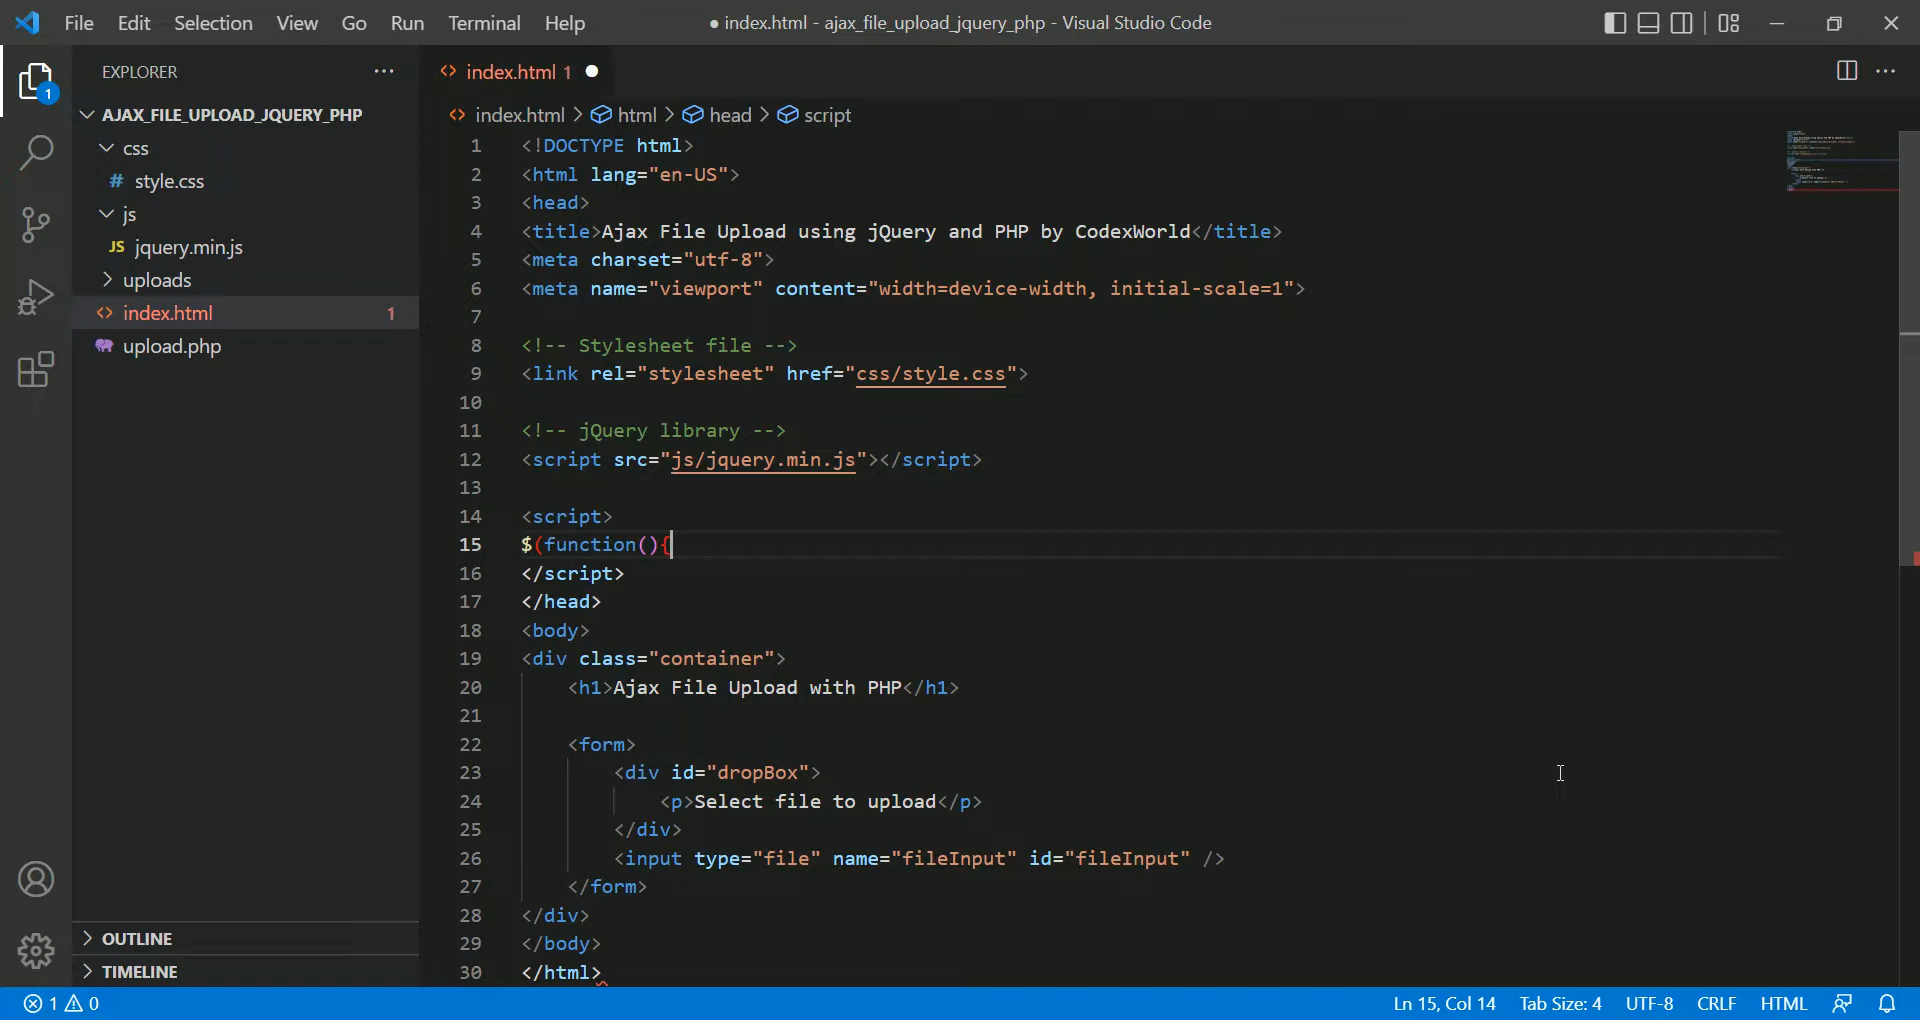 File Edit Selection View Go Run Terminal Help
● index.html - ajax_file_upload_jquery_php - Visual Studio Code
1
EXPLORER
AJAX_FILE_UPLOAD_JQUERY_PHP
css
# style.css
js
JS jquery.min.js
uploads
<> index.html 1
upload.php
OUTLINE
TIMELINE
<> index.html 1 ●
<> index.html > html > head > script
1 <!DOCTYPE html>
2 <html lang="en-US">
3 <head>
4 <title>Ajax File Upload using jQuery and PHP by CodexWorld</title>
5 <meta charset="utf-8">
6 <meta name="viewport" content="width=device-width, initial-scale=1">
7
8 <!-- Stylesheet file -->
9 <link rel="stylesheet" href="css/style.css">
10
11 <!-- jQuery library -->
12 <script src="js/jquery.min.js"></script>
13
14 <script>
15 $(function(){
16 </script>
17 </head>
18 <body>
19 <div class="container">
20 <h1>Ajax File Upload with PHP</h1>
21
22 <form>
23 <div id="dropBox">
24 <p>Select file to upload</p>
25 </div>
26 <input type="file" name="fileInput" id="fileInput" />
27 </form>
28 </div>
29 </body>
30 </html>
1 0 Ln 15, Col 14 Tab Size: 4 UTF-8 CRLF HTML